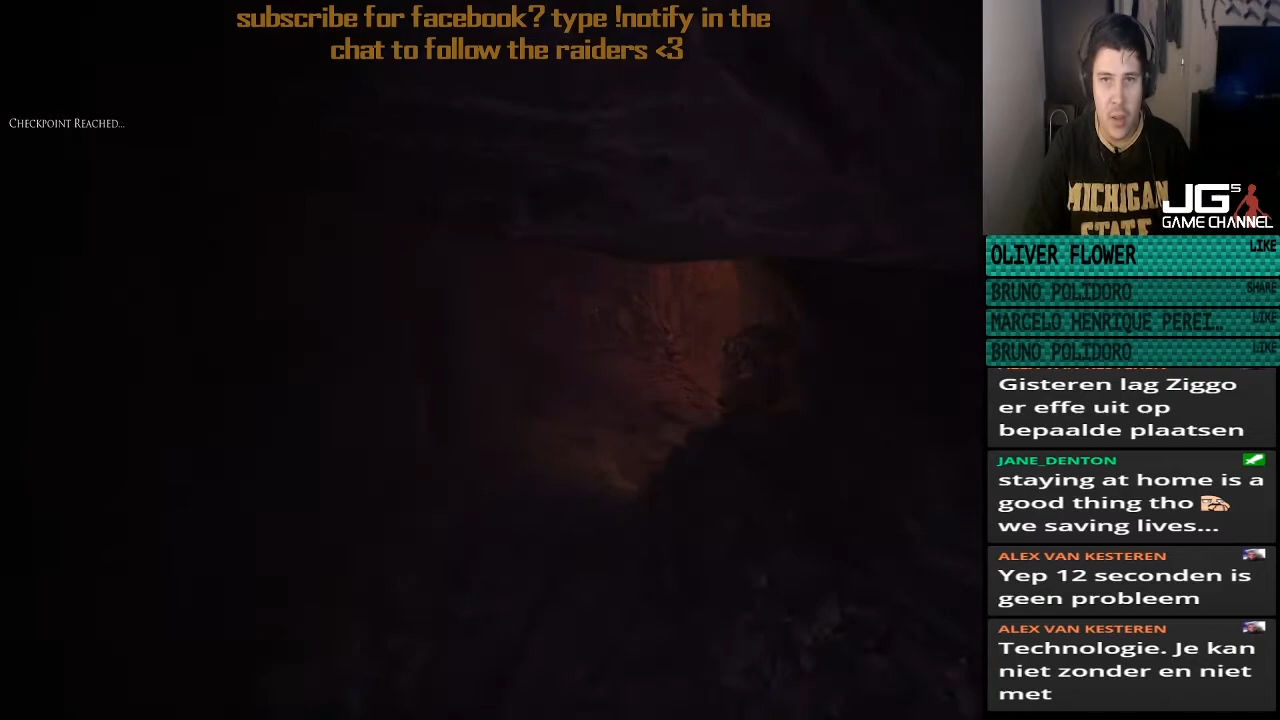 subscribe for facebook? type !notify in the
chat to follow the raiders <3
CHECKPOINT REACHED...
MICHIGAN
STATE
JG5
GAME CHANNEL
OLIVER FLOWER LIKE
BRUNO POLIDORO SHARE
MARCELO HENRIQUE PEREI... LIKE
BRUNO POLIDORO LIKE
Gisteren lag Ziggo
er effe uit op
bepaalde plaatsen
JANE_DENTON
staying at home is a
good thing tho
we saving lives...
ALEX VAN KESTEREN
Yep 12 seconden is
geen probleem
ALEX VAN KESTEREN
Technologie. Je kan
niet zonder en niet
met